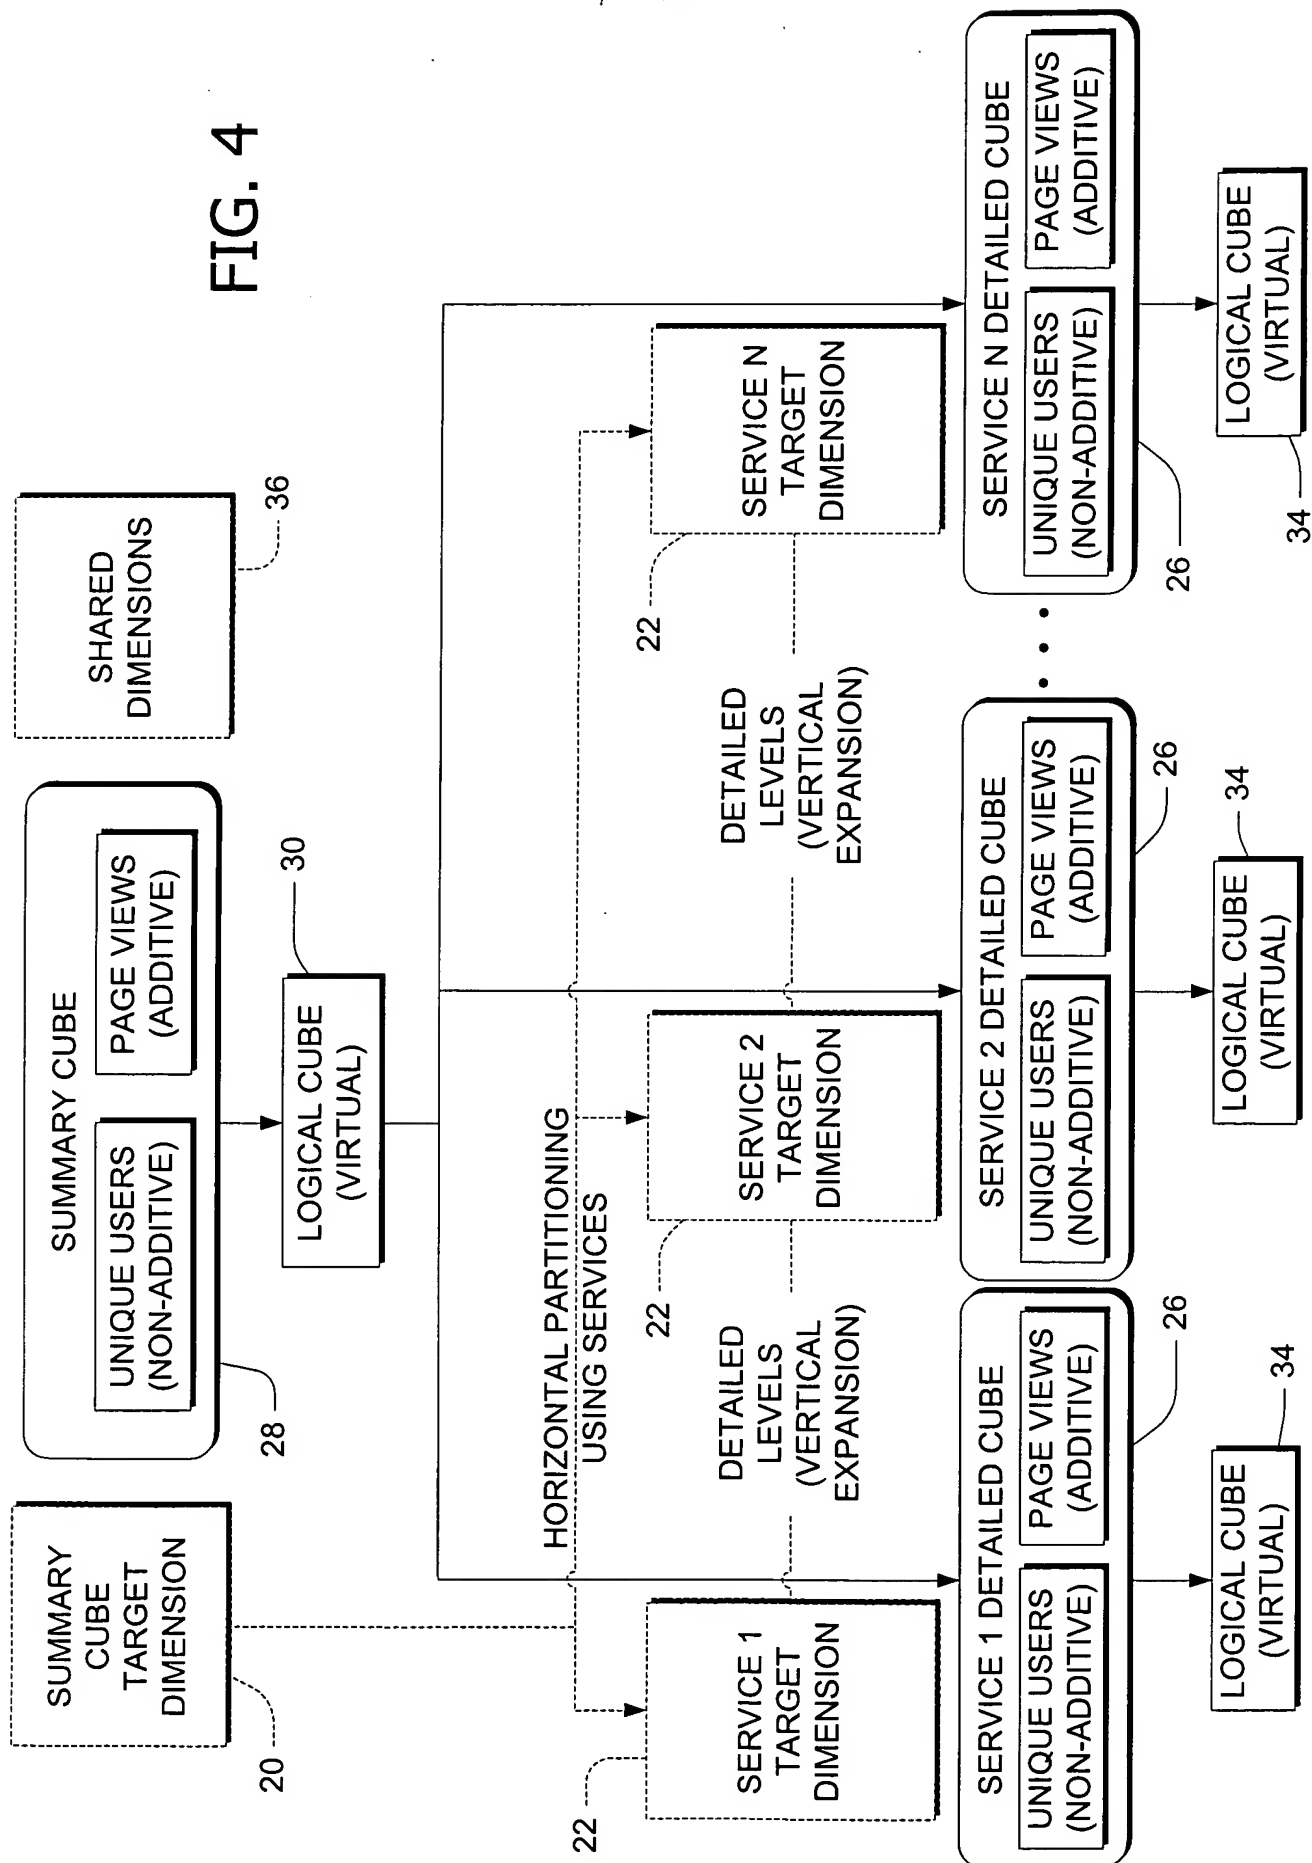 FIG. 4
SUMMARY
CUBE
TARGET
DIMENSION
20
SUMMARY CUBE
UNIQUE USERS
(NON-ADDITIVE)
PAGE VIEWS
(ADDITIVE)
28
SHARED
DIMENSIONS
36
LOGICAL CUBE
(VIRTUAL)
30
HORIZONTAL PARTITIONING
USING SERVICES
22
SERVICE 1
TARGET
DIMENSION
DETAILED
LEVELS
(VERTICAL
EXPANSION)
22
SERVICE 2
TARGET
DIMENSION
DETAILED
LEVELS
(VERTICAL
EXPANSION)
22
SERVICE N
TARGET
DIMENSION
SERVICE 1 DETAILED CUBE
UNIQUE USERS
(NON-ADDITIVE)
PAGE VIEWS
(ADDITIVE)
26
SERVICE 2 DETAILED CUBE
UNIQUE USERS
(NON-ADDITIVE)
PAGE VIEWS
(ADDITIVE)
26
• • •
SERVICE N DETAILED CUBE
UNIQUE USERS
(NON-ADDITIVE)
PAGE VIEWS
(ADDITIVE)
26
LOGICAL CUBE
(VIRTUAL)
34
LOGICAL CUBE
(VIRTUAL)
34
LOGICAL CUBE
(VIRTUAL)
34